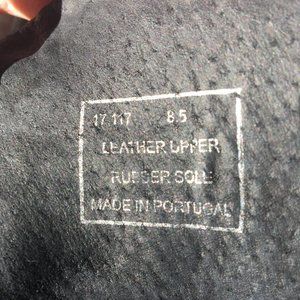 17 117 8.5
LEATHER UPPER
RUBBER SOLE
MADE IN PORTUGAL